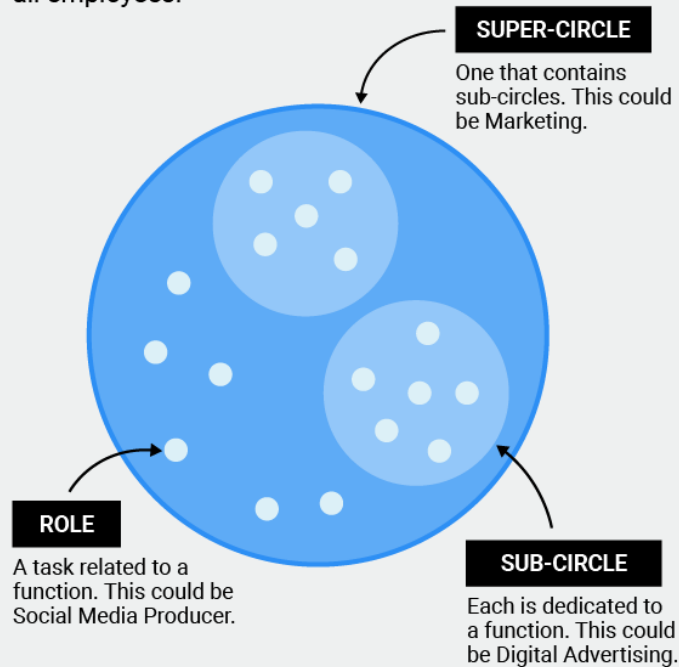 SUPER-CIRCLE
One that contains
sub-circles. This could
be Marketing.
ROLE
A task related to a
function. This could be
Social Media Producer.
SUB-CIRCLE
Each is dedicated to
a function. This could
be Digital Advertising.